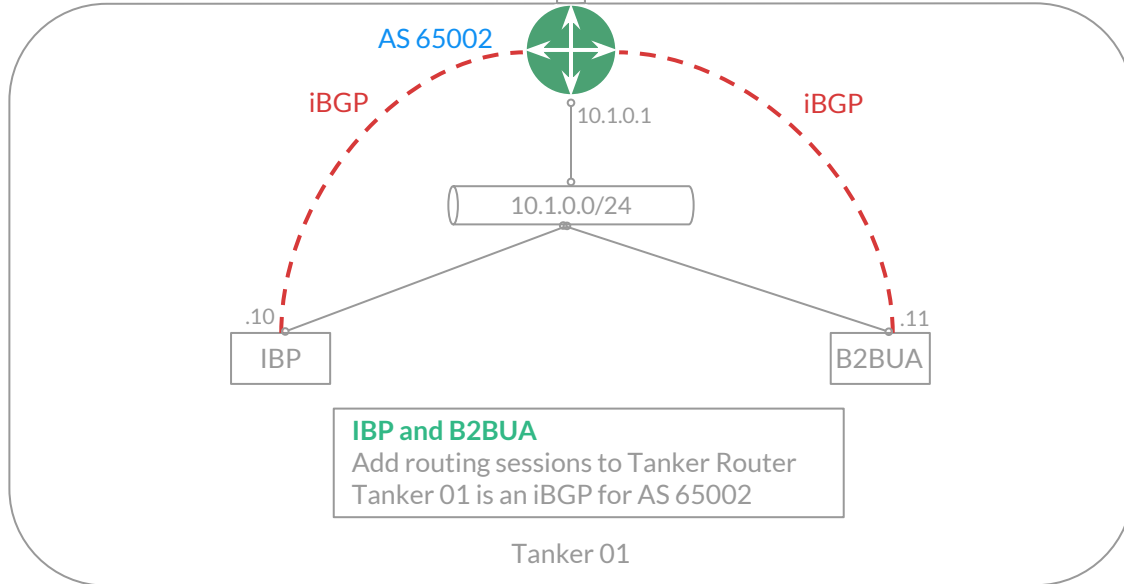 AS 65002
iBGP
iBGP
10.1.0.1
10.1.0.0/24
.10
.11
IBP
B2BUA
IBP and B2BUA
Add routing sessions to Tanker Router
Tanker 01 is an iBGP for AS 65002
Tanker 01